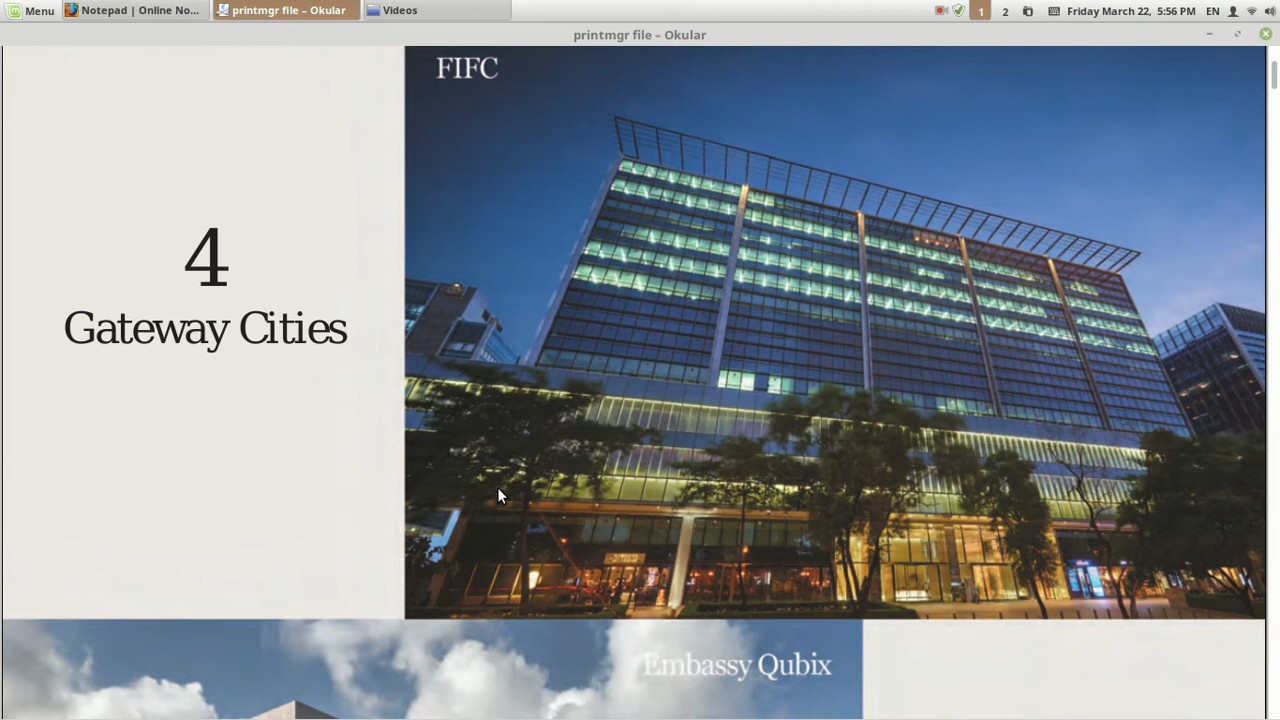 Menu
Notepad | Online No...
printmgr file – Okular
Videos
1
2
Friday March 22, 5:56 PM
EN
printmgr file – Okular
FIFC
4
Gateway Cities
Embassy Qubix